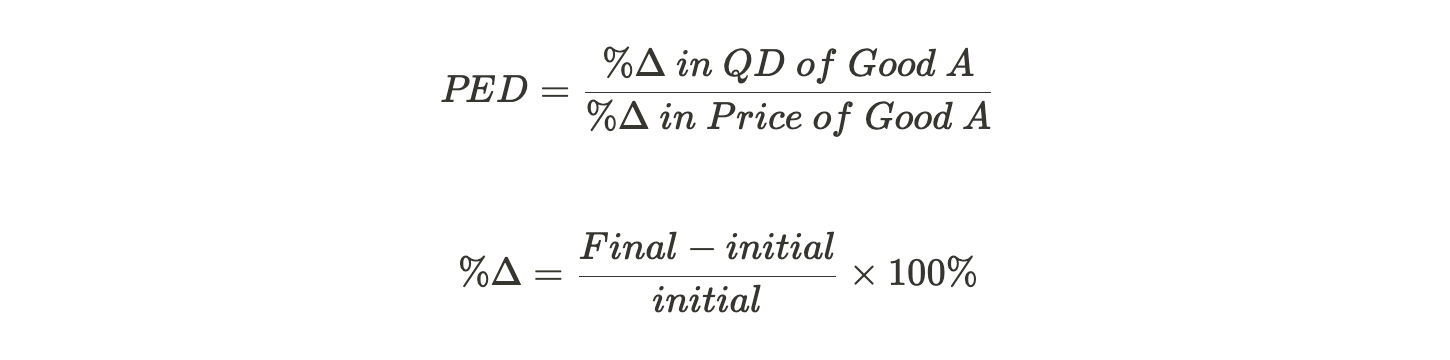 PED = %Δ in QD of Good A / %Δ in Price of Good A
%Δ = Final − initial / initial × 100%